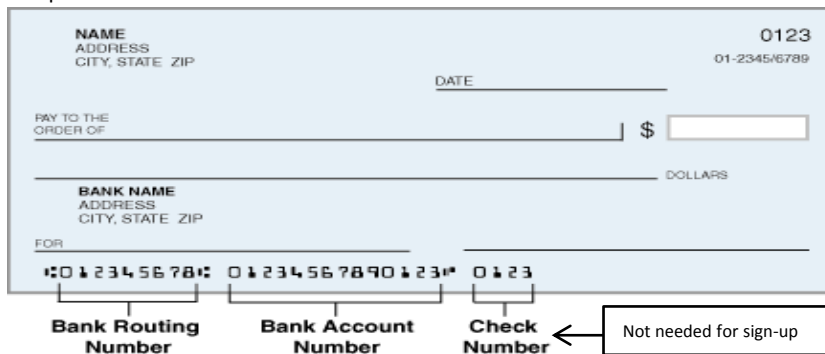 NAME
ADDRESS
CITY, STATE ZIP
0123
01-2345/6789
DATE
PAY TO THE
ORDER OF
$
DOLLARS
BANK NAME
ADDRESS
CITY, STATE ZIP
FOR
⑆012345678⑆ 01234567890123⑈ 0123
Bank Routing
Number
Bank Account
Number
Check
Number
Not needed for sign-up